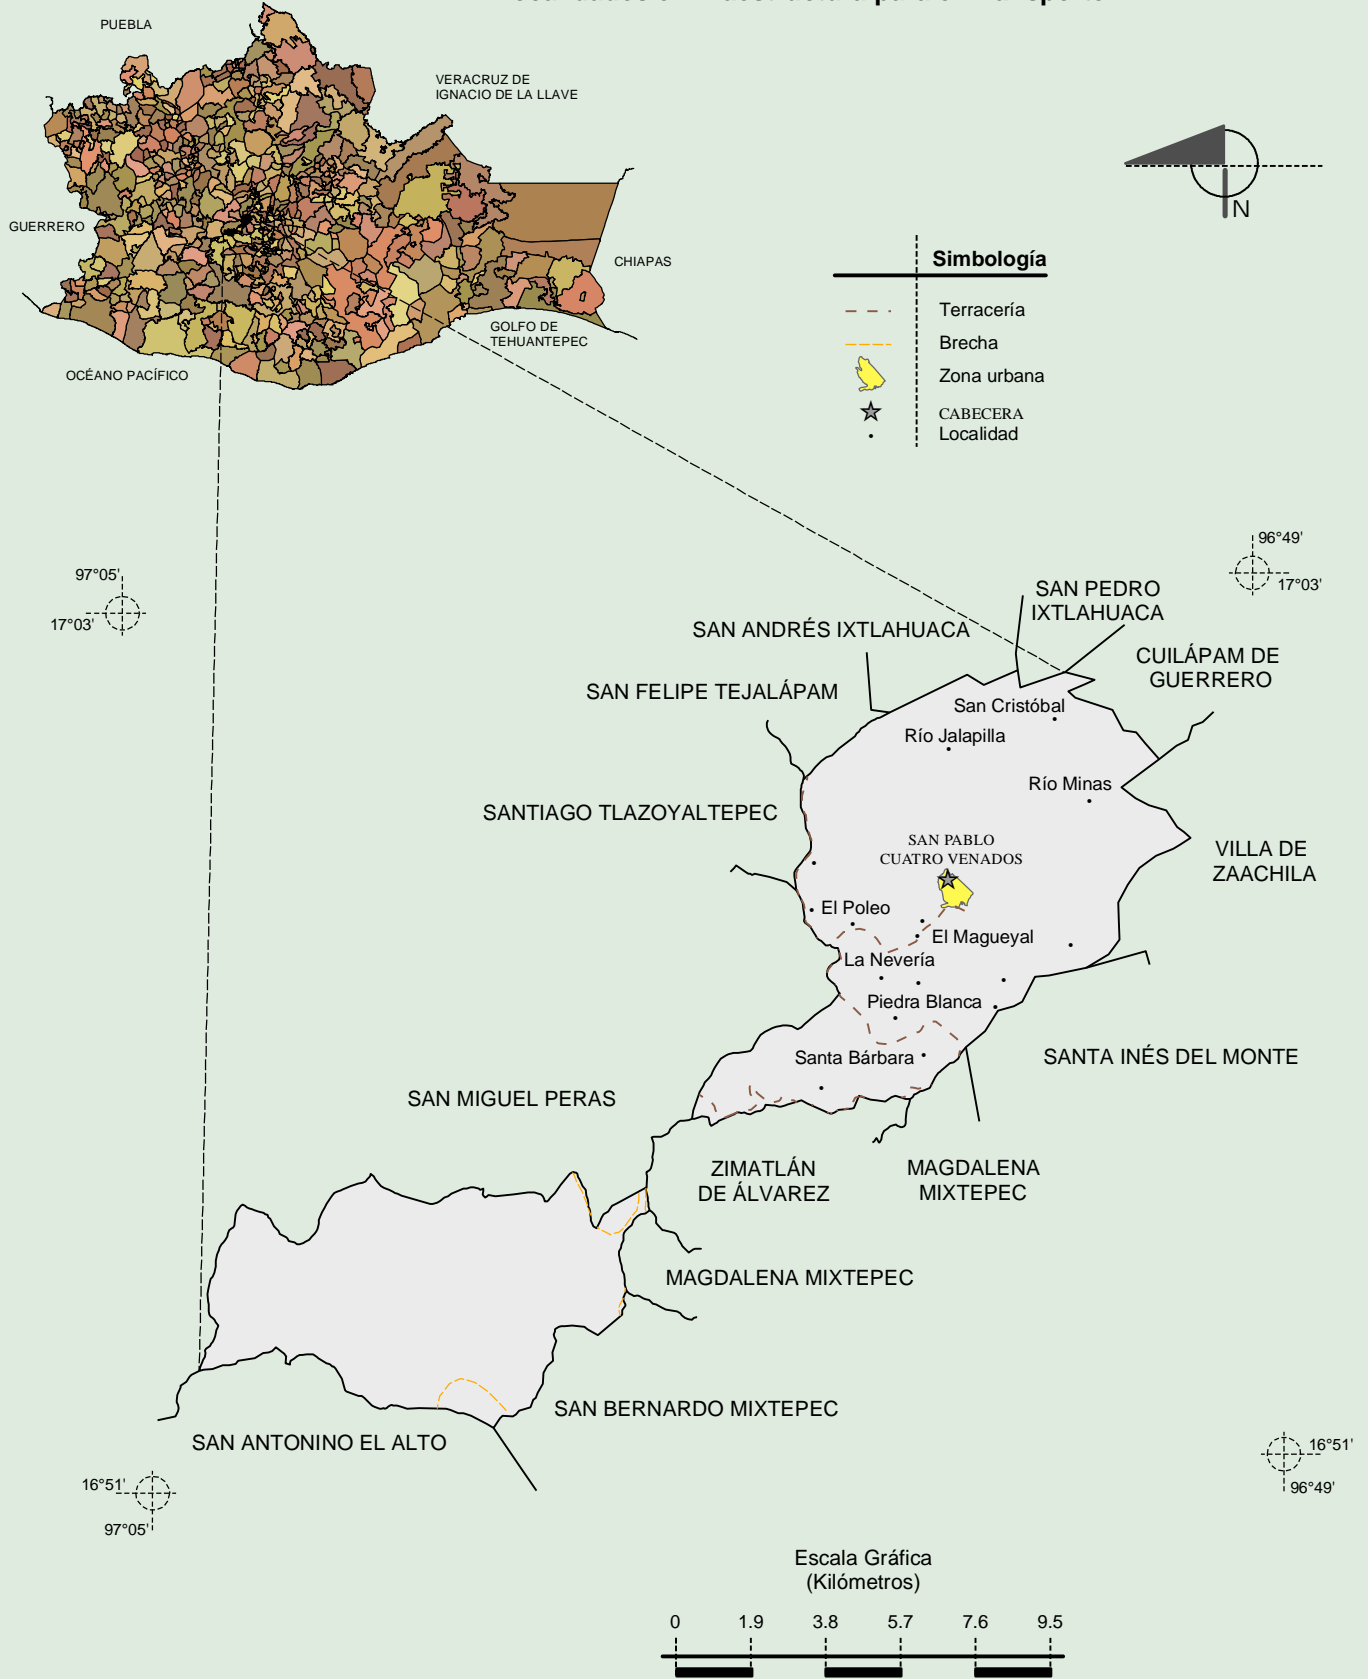 PUEBLA
VERACRUZ DE
IGNACIO DE LA LLAVE
GUERRERO
CHIAPAS
GOLFO DE
TEHUANTEPEC
OCÉANO PACÍFICO
N
Simbología
Terracería
Brecha
Zona urbana
CABECERA
Localidad
97°05'
17°03'
96°49'
17°03'
SAN PEDRO
IXTLAHUACA
SAN ANDRÉS IXTLAHUACA
CUILÁPAM DE
GUERRERO
SAN FELIPE TEJALÁPAM
San Cristóbal
Río Jalapilla
Río Minas
SANTIAGO TLAZOYALTEPEC
SAN PABLO
CUATRO VENADOS
VILLA DE
ZAACHILA
El Poleo
El Magueyal
La Nevería
Piedra Blanca
Santa Bárbara
SANTA INÉS DEL MONTE
SAN MIGUEL PERAS
ZIMATLÁN
DE ÁLVAREZ
MAGDALENA
MIXTEPEC
MAGDALENA MIXTEPEC
SAN BERNARDO MIXTEPEC
SAN ANTONINO EL ALTO
16°51'
97°05'
16°51'
96°49'
Escala Gráfica
(Kilómetros)
0 1.9 3.8 5.7 7.6 9.5